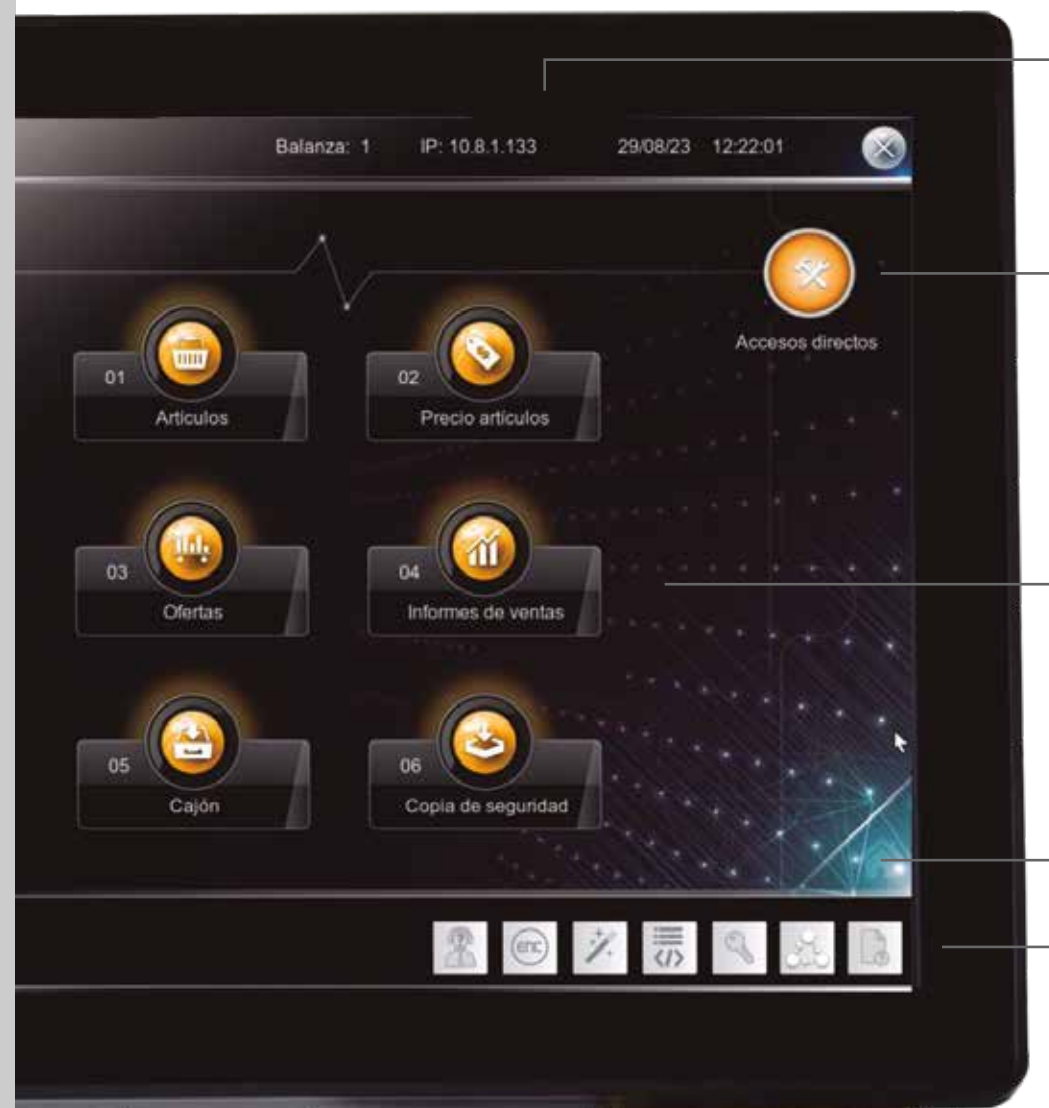 Balanza: 1 IP: 10.8.1.133 29/08/23 12:22:01
Accesos directos
01 Artículos
02 Precio artículos
03 Ofertas
04 Informes de ventas
05 Cajón
06 Copia de seguridad